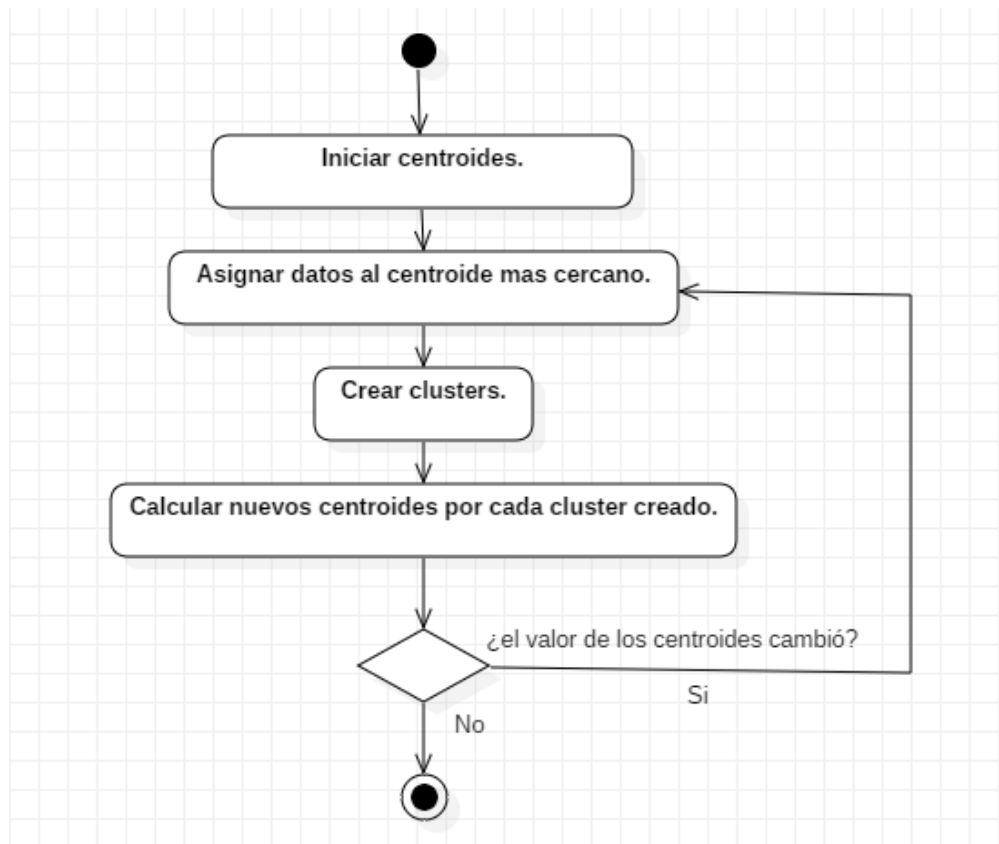 Iniciar centroides.
Asignar datos al centroide mas cercano.
Crear clusters.
Calcular nuevos centroides por cada cluster creado.
¿el valor de los centroides cambió?
Si
No